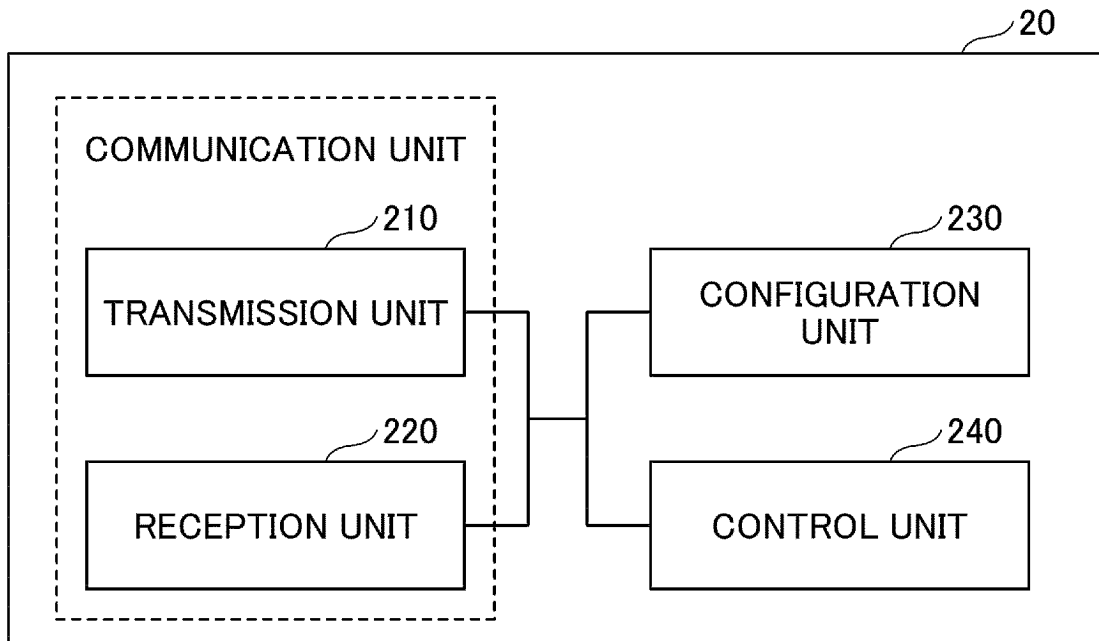 20
COMMUNICATION UNIT
210
TRANSMISSION UNIT
220
RECEPTION UNIT
230
CONFIGURATION
UNIT
240
CONTROL UNIT